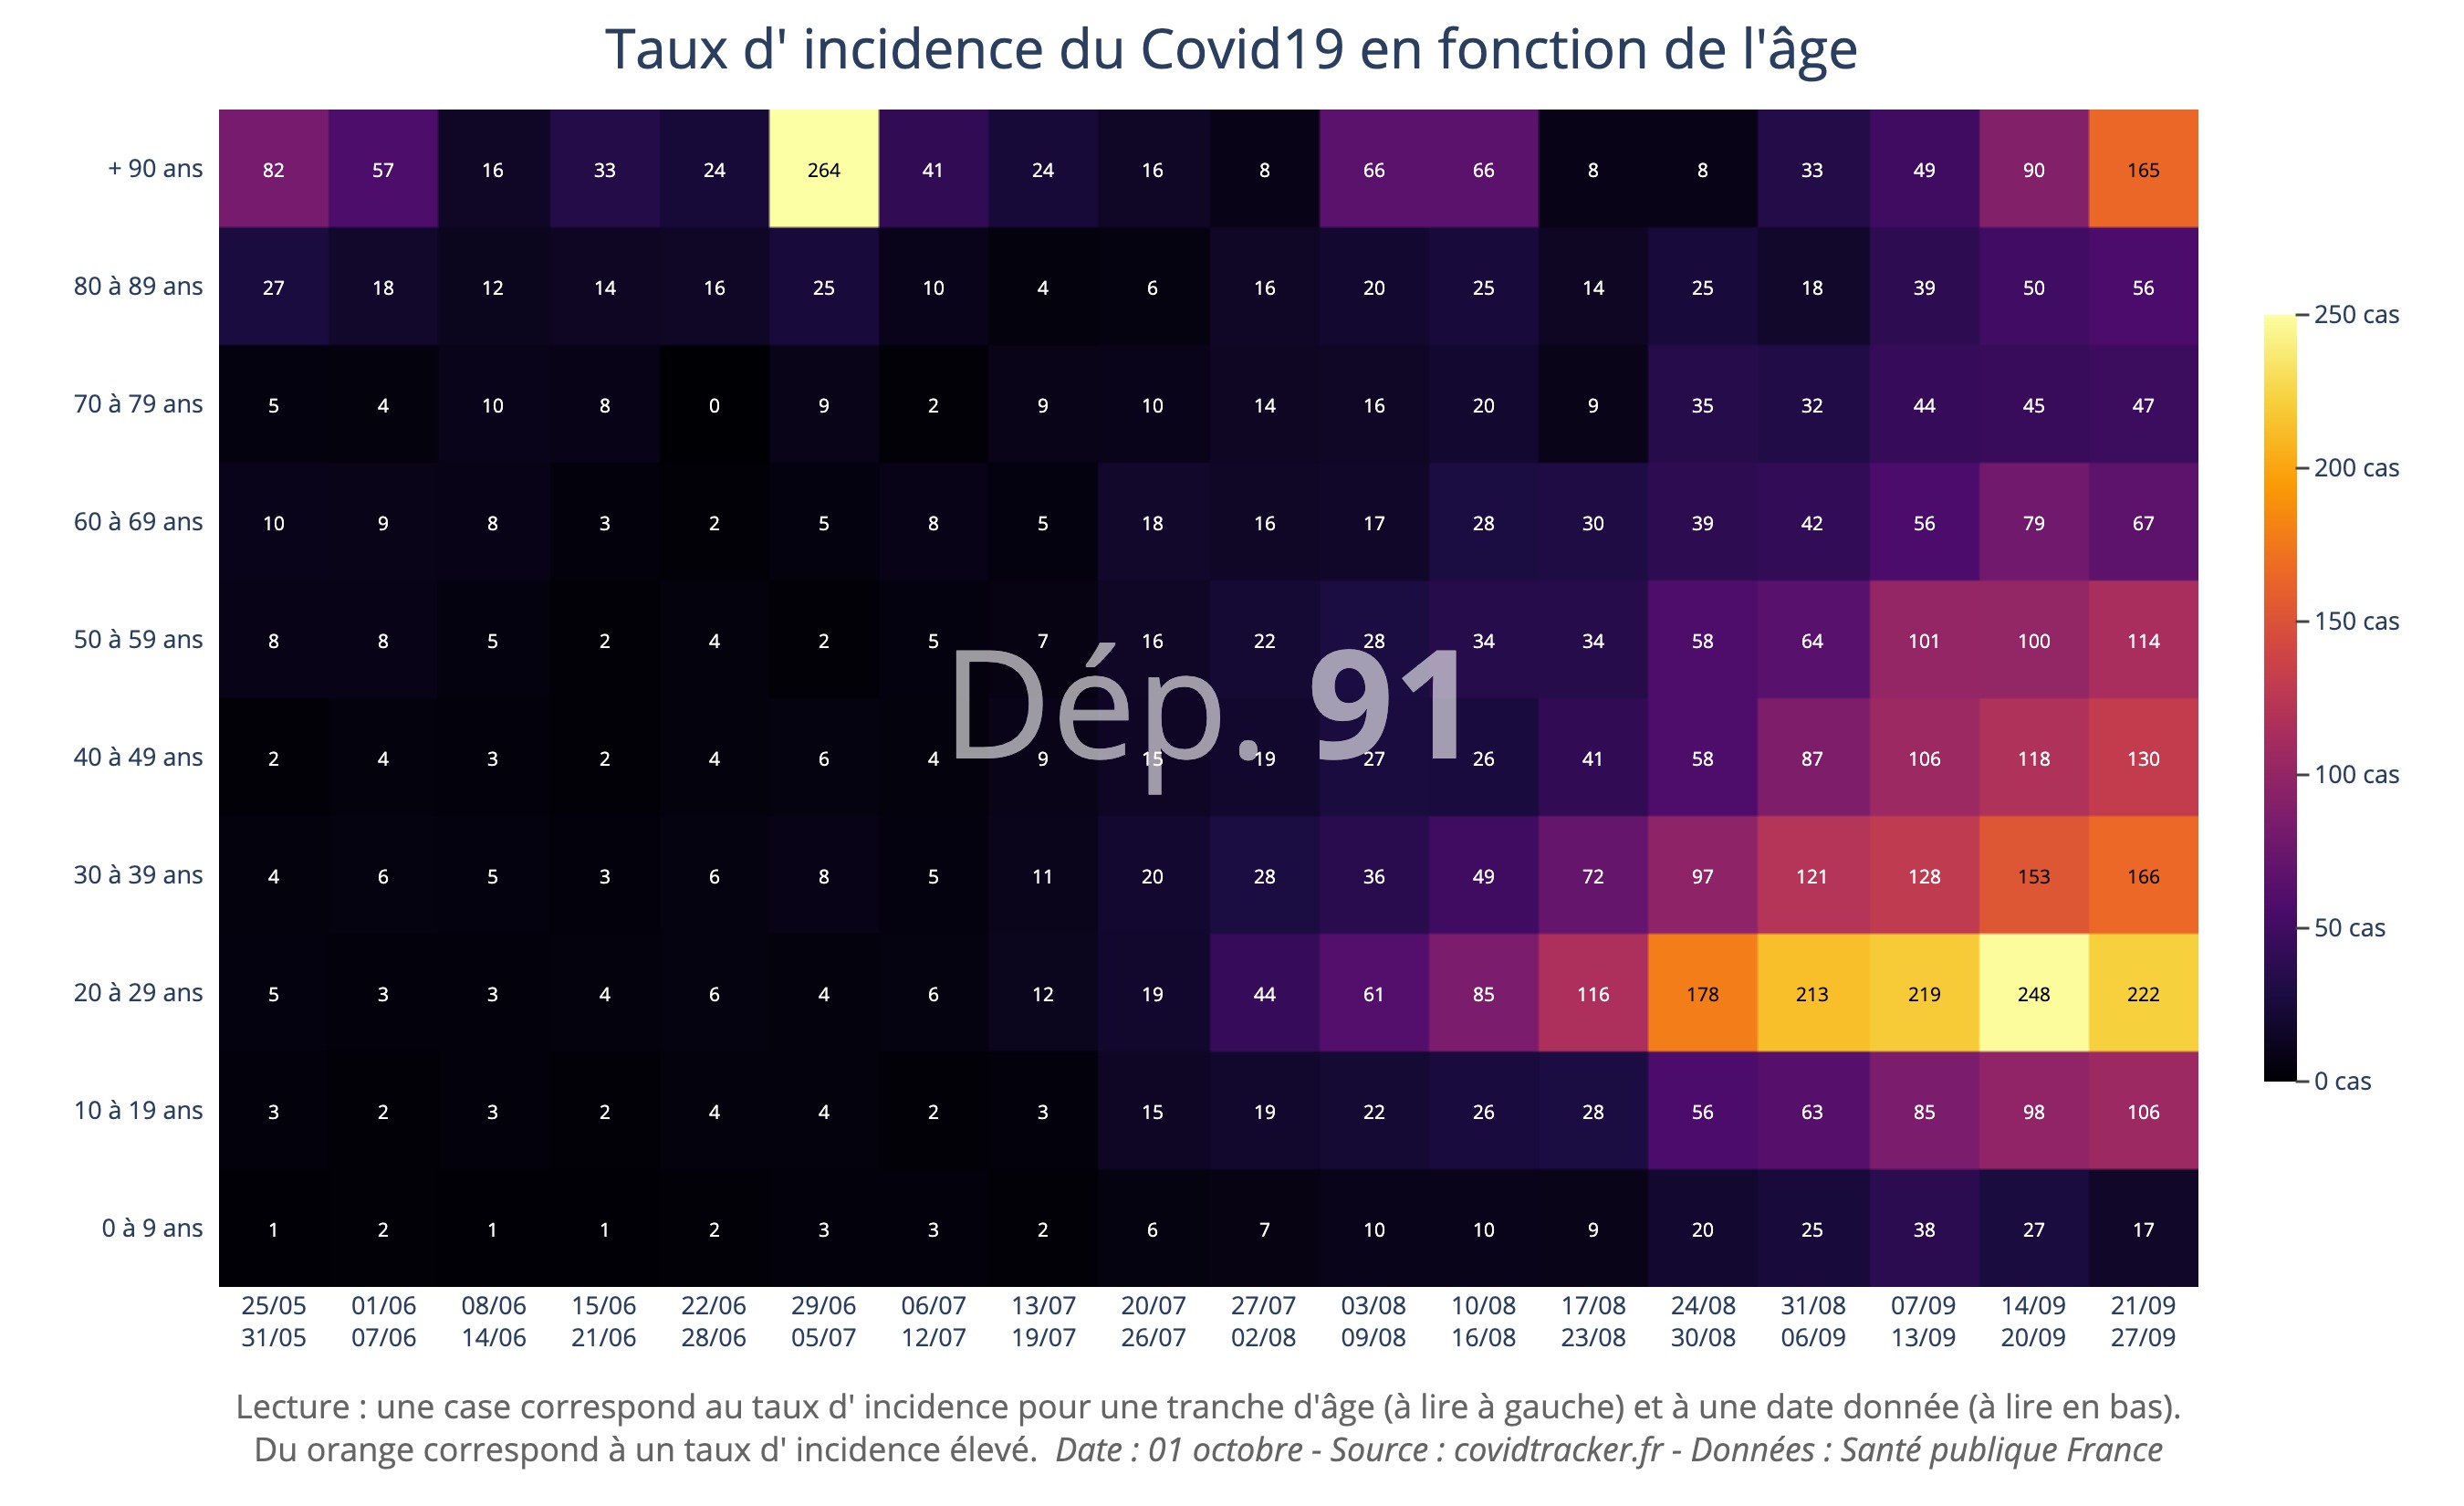 Taux d' incidence du Covid19 en fonction de l'âge
+ 90 ans 82 57 16 33 24 264 41 24 16 8 66 66 8 8 33 49 90 165
80 à 89 ans 27 18 12 14 16 25 10 4 6 16 20 25 14 25 18 39 50 56
70 à 79 ans 5 4 10 8 0 9 2 9 10 14 16 20 9 35 32 44 45 47
60 à 69 ans 10 9 8 3 2 5 8 5 18 16 17 28 30 39 42 56 79 67
50 à 59 ans 8 8 5 2 4 2 5 7 16 22 28 34 34 58 64 101 100 114
Dép. 91
40 à 49 ans 2 4 3 2 4 6 4 9 15 19 27 26 41 58 87 106 118 130
30 à 39 ans 4 6 5 3 6 8 5 11 20 28 36 49 72 97 121 128 153 166
20 à 29 ans 5 3 3 4 6 4 6 12 19 44 61 85 116 178 213 219 248 222
10 à 19 ans 3 2 3 2 4 4 2 3 15 19 22 26 28 56 63 85 98 106
0 à 9 ans 1 2 1 1 2 3 3 2 6 7 10 10 9 20 25 38 27 17
25/05 01/06 08/06 15/06 22/06 29/06 06/07 13/07 20/07 27/07 03/08 10/08 17/08 24/08 31/08 07/09 14/09 21/09
31/05 07/06 14/06 21/06 28/06 05/07 12/07 19/07 26/07 02/08 09/08 16/08 23/08 30/08 06/09 13/09 20/09 27/09
250 cas
200 cas
150 cas
100 cas
50 cas
0 cas
Lecture : une case correspond au taux d' incidence pour une tranche d'âge (à lire à gauche) et à une date donnée (à lire en bas).
Du orange correspond à un taux d' incidence élevé. Date : 01 octobre - Source : covidtracker.fr - Données : Santé publique France